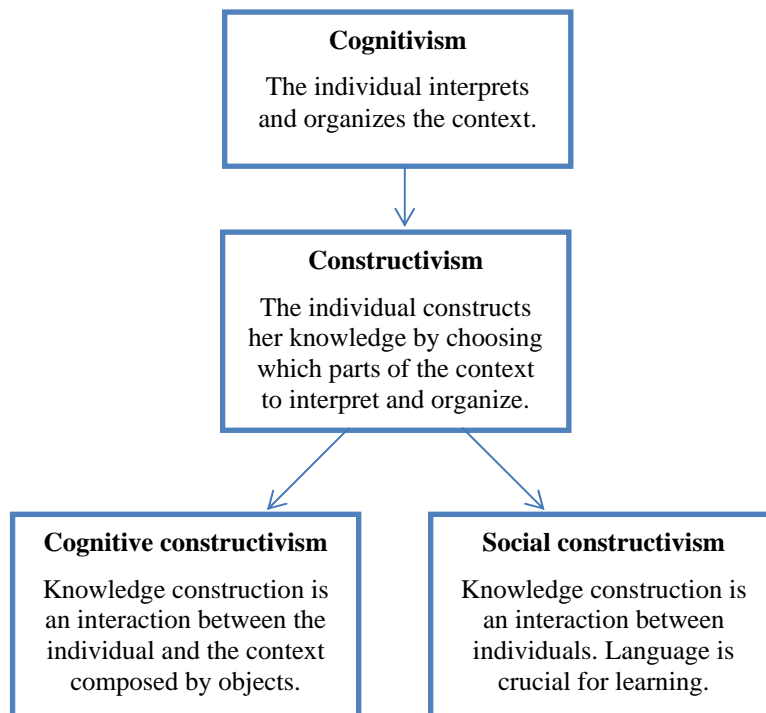 Cognitivism
The individual interprets
and organizes the context.
Constructivism
The individual constructs
her knowledge by choosing
which parts of the context
to interpret and organize.
Cognitive constructivism
Knowledge construction is
an interaction between the
individual and the context
composed by objects.
Social constructivism
Knowledge construction is
an interaction between
individuals. Language is
crucial for learning.